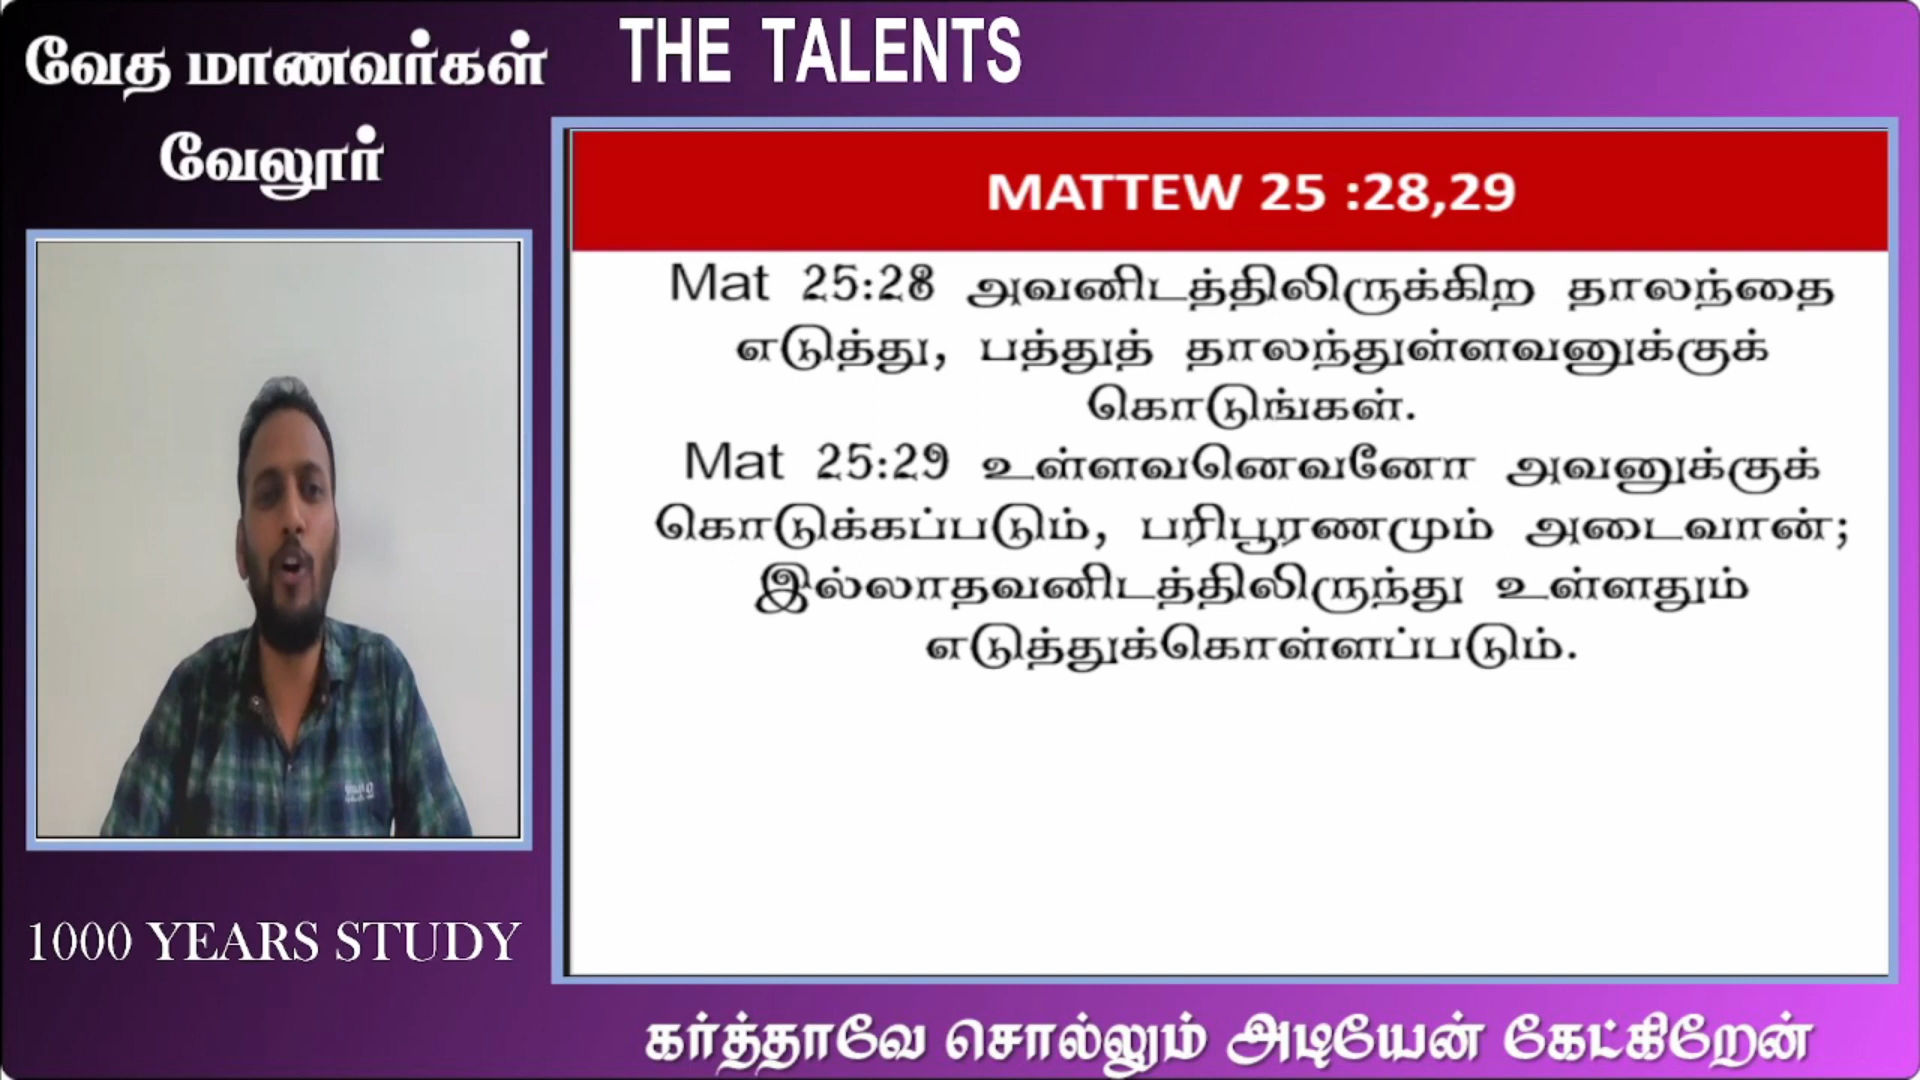 வேத மாணவர்கள்
வேலூர்
THE TALENTS
MATTEW 25 :28,29
Mat 25:28 அவனிடத்திலிருக்கிற தாலந்தை
எடுத்து, பத்துத் தாலந்துள்ளவனுக்குக்
கொடுங்கள்.
Mat 25:29 உள்ளவனெவனோ அவனுக்குக்
கொடுக்கப்படும், பரிபூரணமும் அடைவான்;
இல்லாதவனிடத்திலிருந்து உள்ளதும்
எடுத்துக்கொள்ளப்படும்.
1000 YEARS STUDY
கர்த்தாவே சொல்லும் அடியேன் கேட்கிறேன்